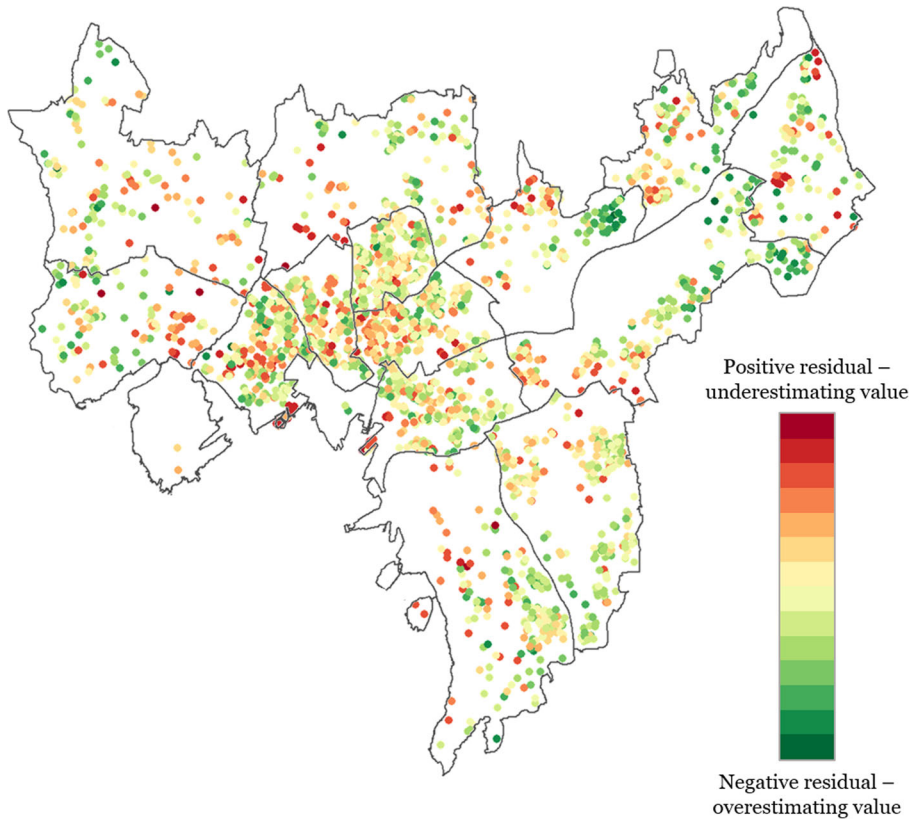 Positive residual –
underestimating value
Negative residual –
overestimating value